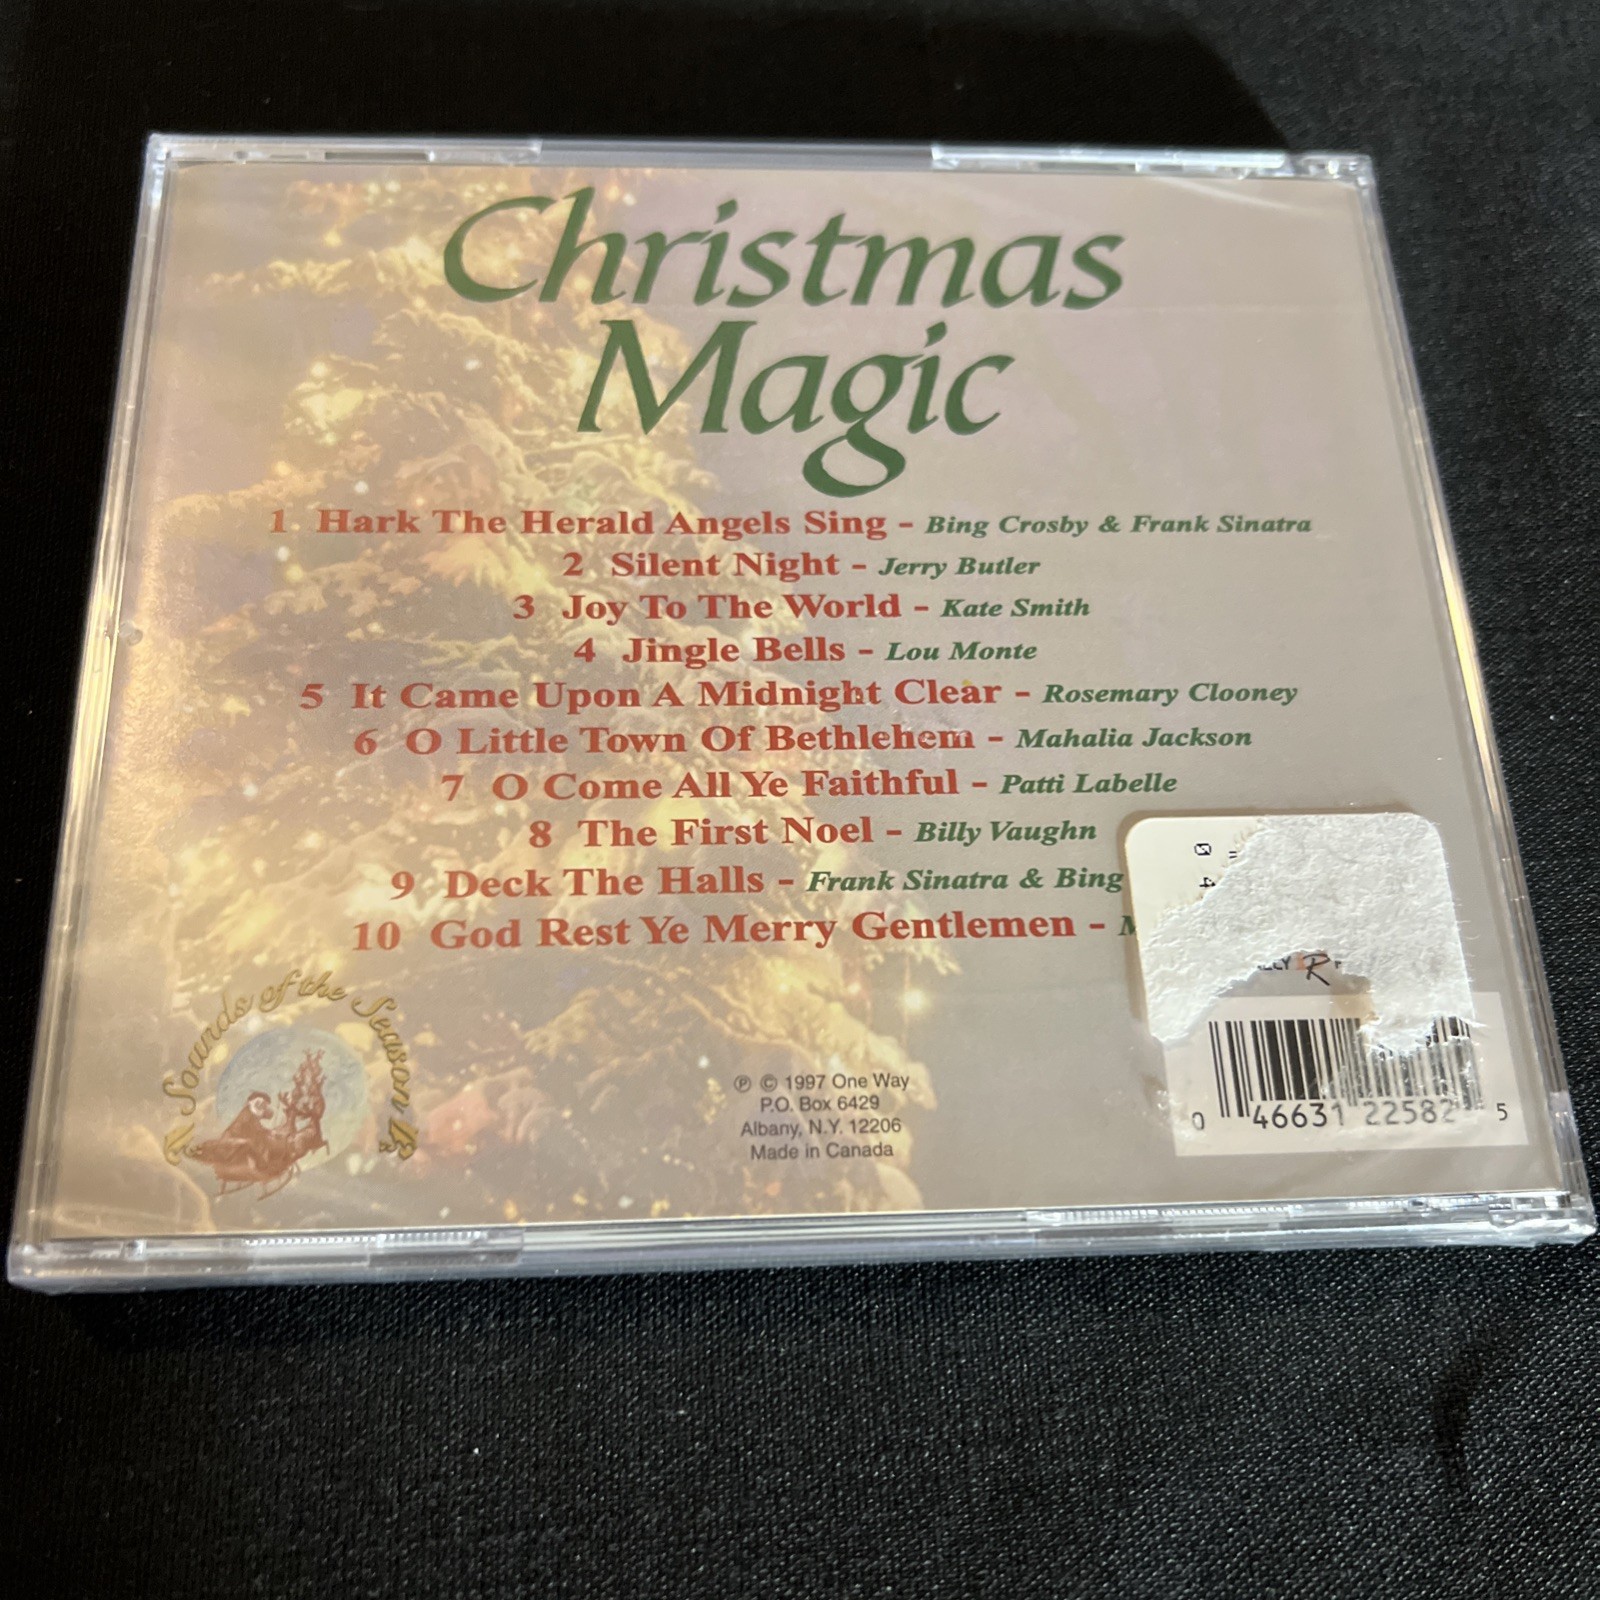 Christmas
Magic
1 Hark The Herald Angels Sing - Bing Crosby & Frank Sinatra
2 Silent Night - Jerry Butler
3 Joy To The World - Kate Smith
4 Jingle Bells - Lou Monte
5 It Came Upon A Midnight Clear - Rosemary Clooney
6 O Little Town Of Bethlehem - Mahalia Jackson
7 O Come All Ye Faithful - Patti Labelle
8 The First Noel - Billy Vaughn
9 Deck The Halls - Frank Sinatra & Bing
10 God Rest Ye Merry Gentlemen -
Sounds of the Season
℗ © 1997 One Way
P.O. Box 6429
Albany, N.Y. 12206
Made in Canada
0 46631 22582 5